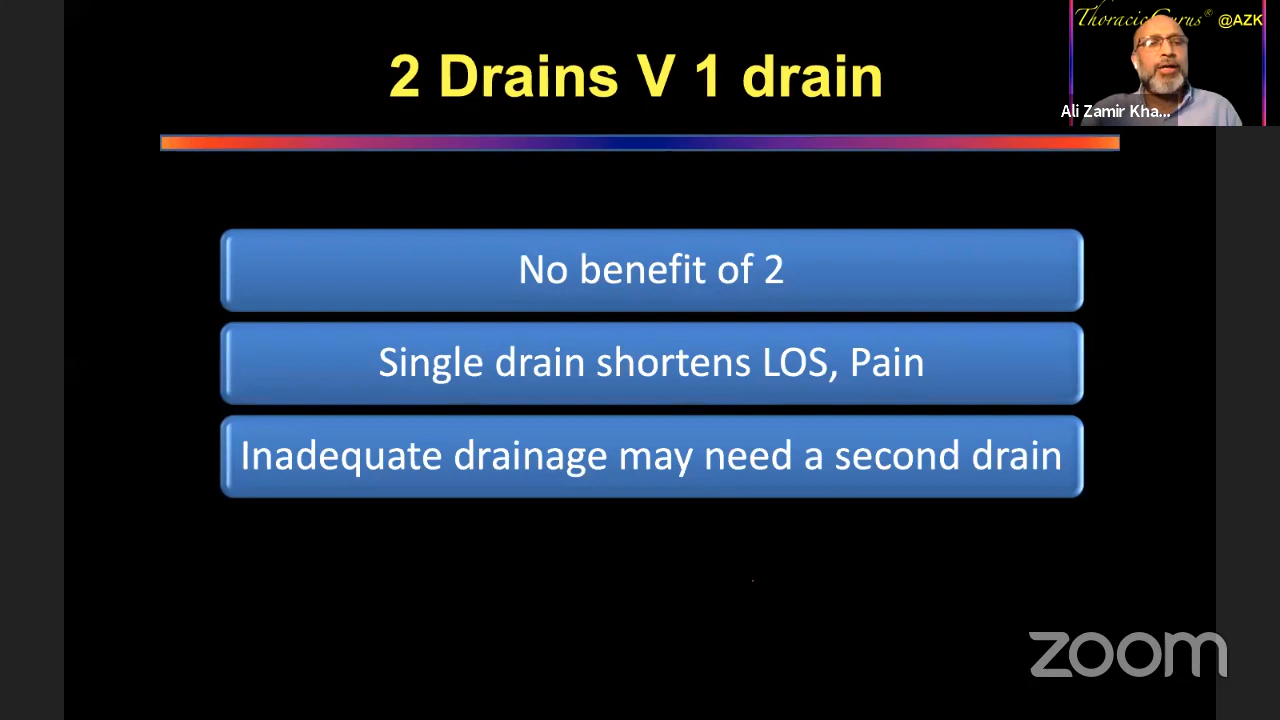 2 Drains V 1 drain
ThoracicGurus® @AZK
Ali Zamir Kha...
No benefit of 2
Single drain shortens LOS, Pain
Inadequate drainage may need a second drain
zoom